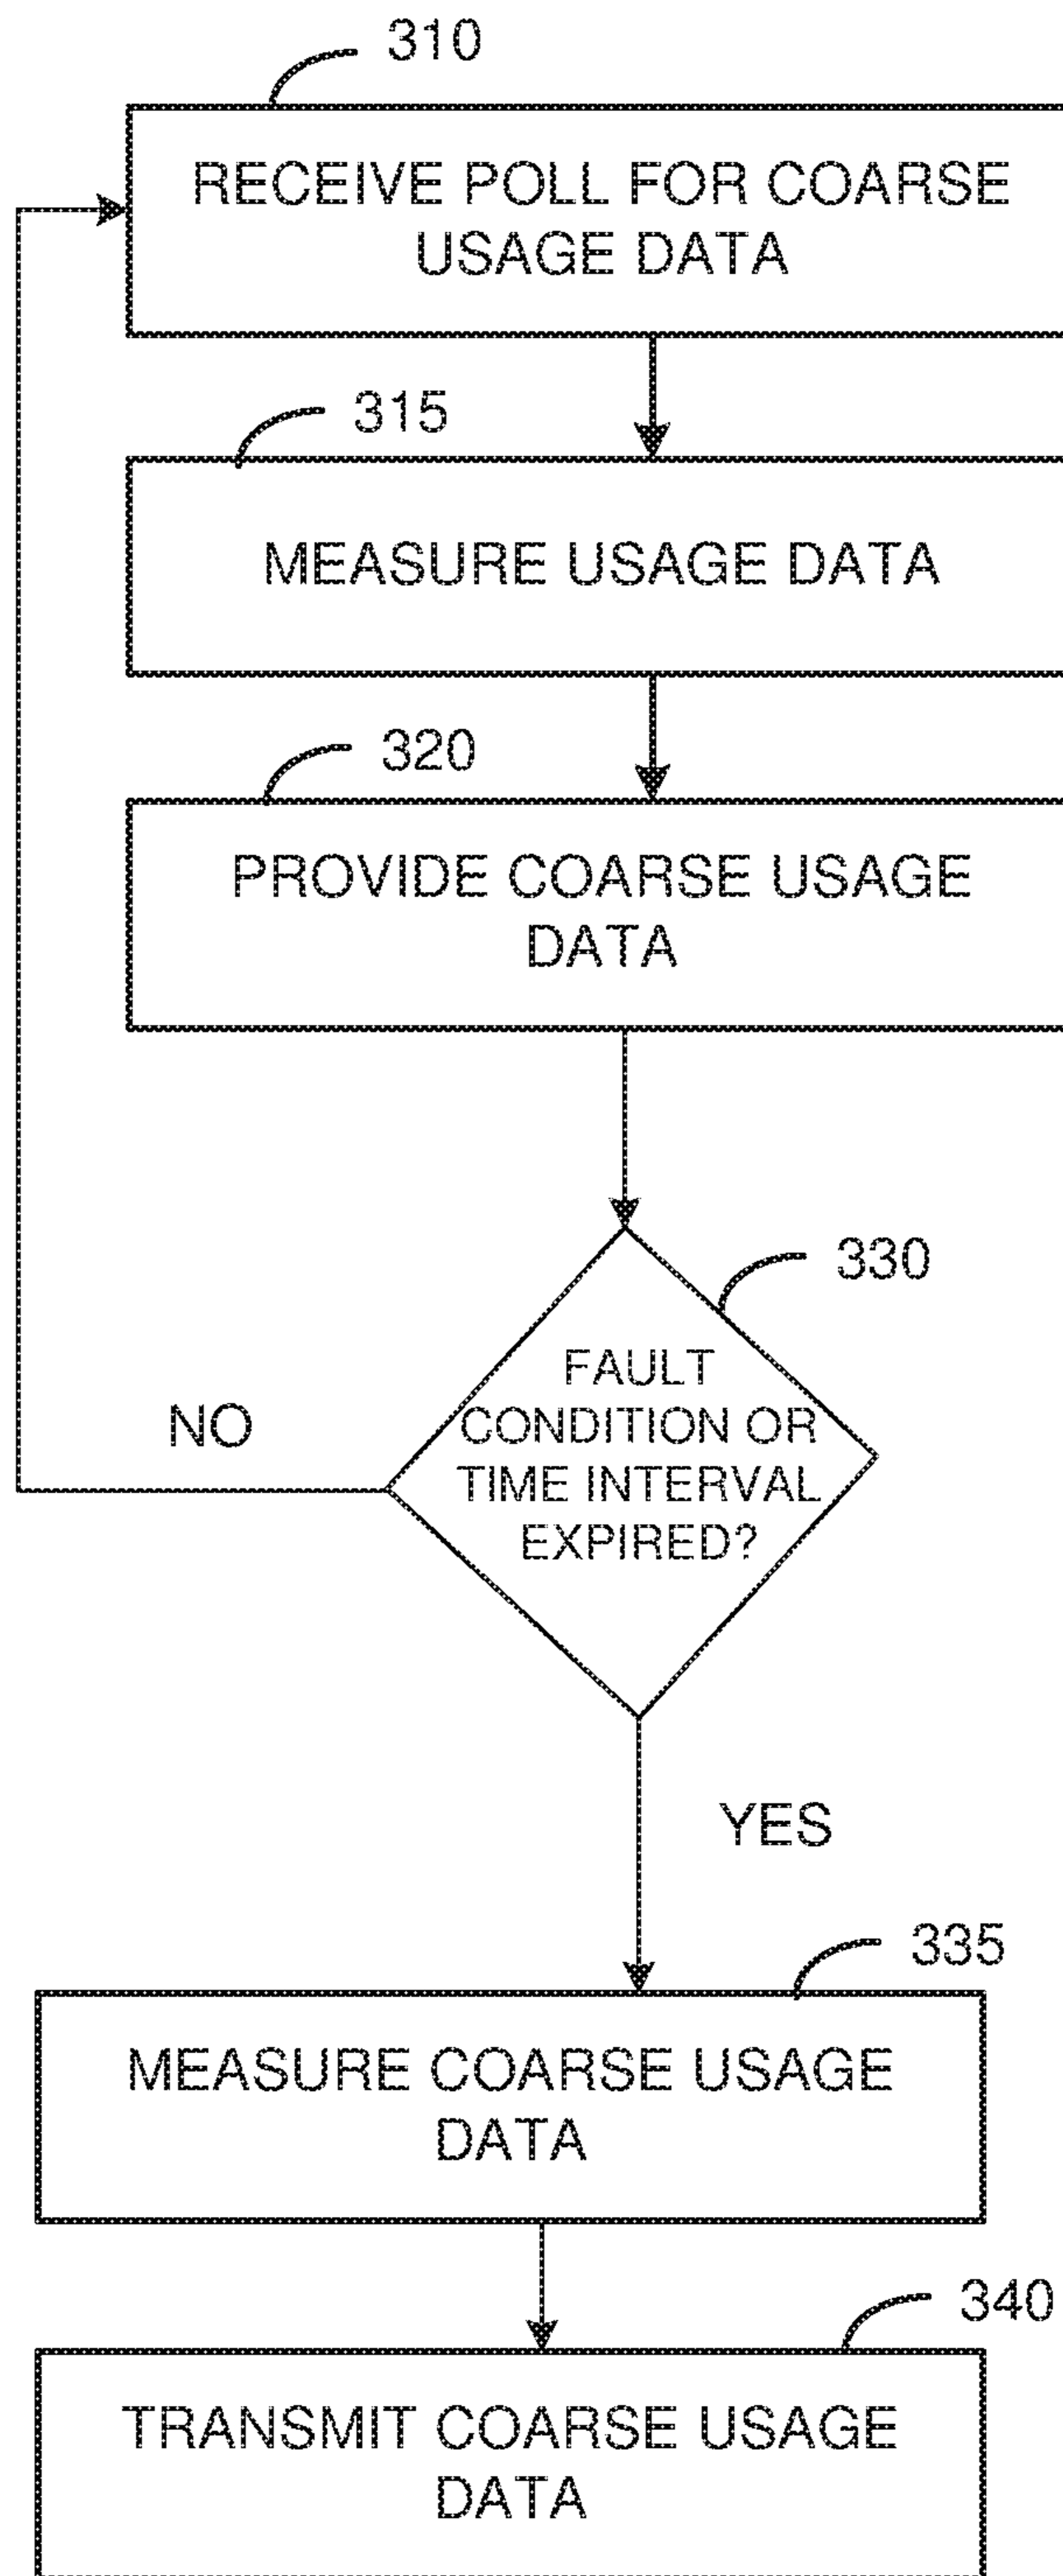 310
RECEIVE POLL FOR COARSE
USAGE DATA
315
MEASURE USAGE DATA
320
PROVIDE COARSE USAGE
DATA
330
FAULT
CONDITION OR
TIME INTERVAL
EXPIRED?
NO
YES
335
MEASURE COARSE USAGE
DATA
340
TRANSMIT COARSE USAGE
DATA